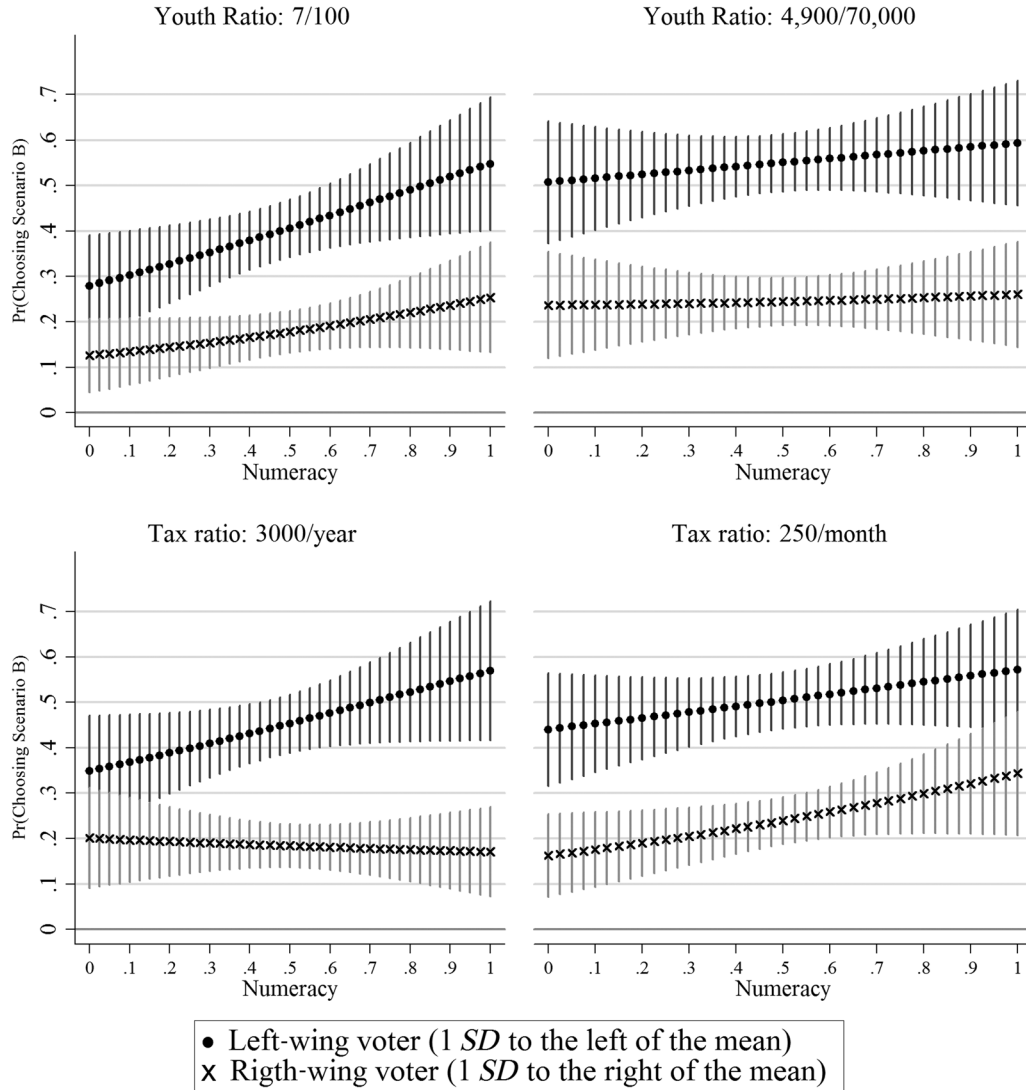 Youth Ratio: 7/100
Youth Ratio: 4,900/70,000
Pr(Choosing Scenario B)
.7
.6
.5
.4
.3
.2
.1
0
0 .1 .2 .3 .4 .5 .6 .7 .8 .9 1
Numeracy
0 .1 .2 .3 .4 .5 .6 .7 .8 .9 1
Numeracy
Tax ratio: 3000/year
Tax ratio: 250/month
Pr(Choosing Scenario B)
.7
.6
.5
.4
.3
.2
.1
0
0 .1 .2 .3 .4 .5 .6 .7 .8 .9 1
Numeracy
0 .1 .2 .3 .4 .5 .6 .7 .8 .9 1
Numeracy
Left-wing voter (1 SD to the left of the mean)
Rigth-wing voter (1 SD to the right of the mean)